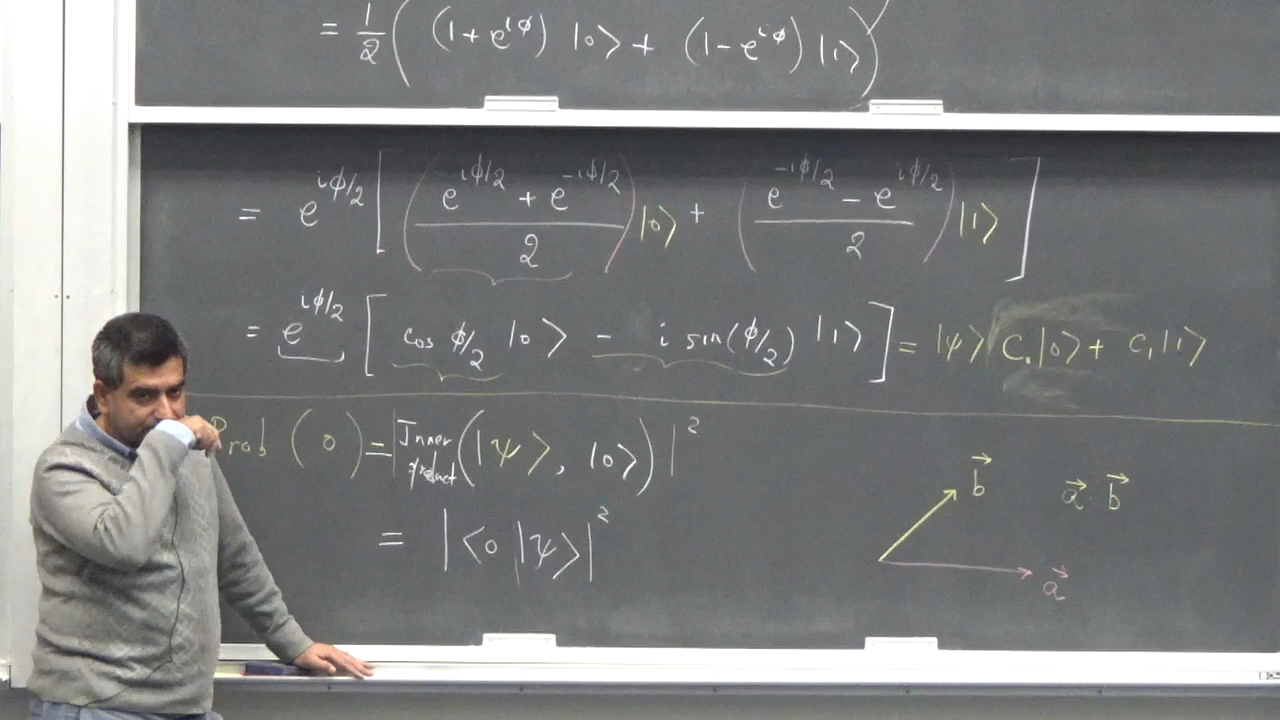 = 1/2 ( (1+e^{iφ}) |0> + (1-e^{iφ}) |1> )
= e^{iφ/2} [ ( (e^{iφ/2} + e^{-iφ/2}) / 2 ) |0> + ( (e^{-iφ/2} - e^{iφ/2}) / 2 ) |1> ]
= e^{iφ/2} [ cos φ/2 |0> - i sin(φ/2) |1> ] = |ψ> C₀|0> + C₁|1>
Prob (0) = | Inner product ( |ψ>, |0> ) |²
= |<0|ψ>|²
b⃗
a⃗ · b⃗
a⃗